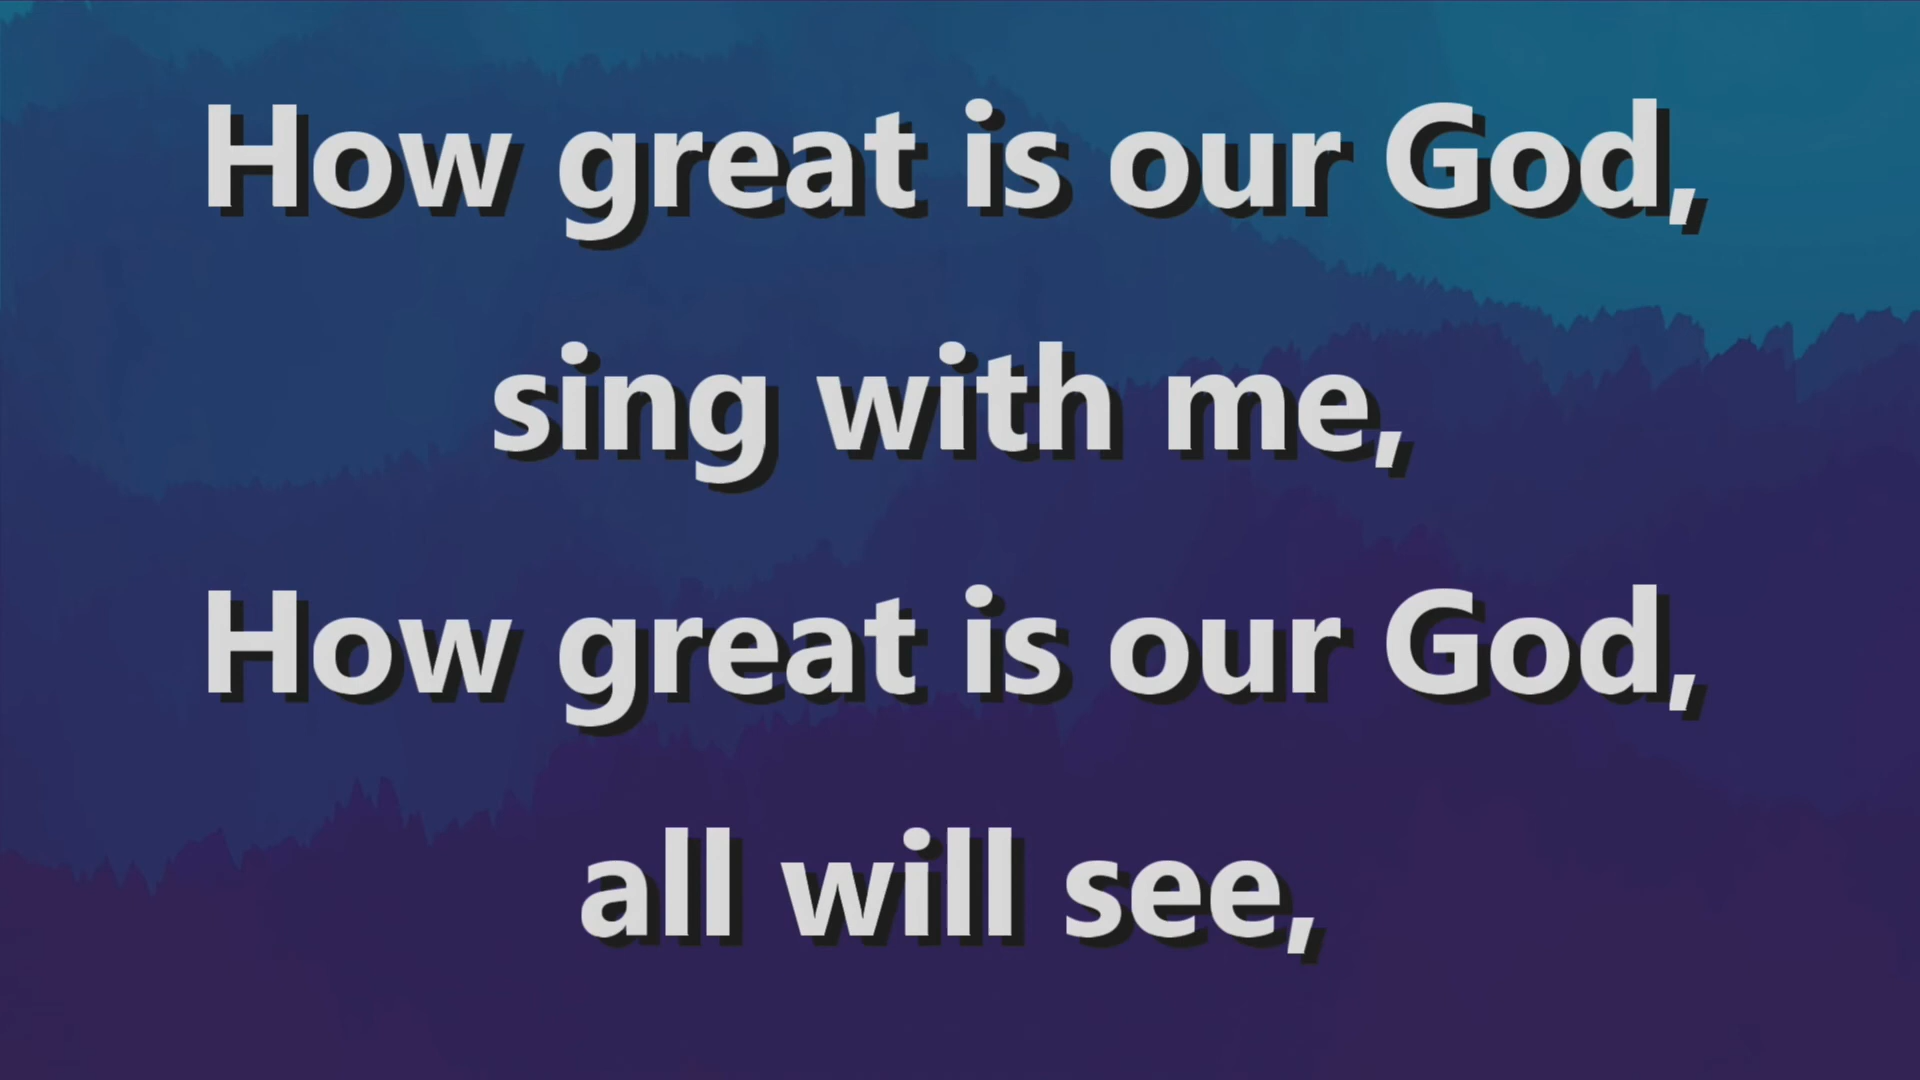 How great is our God,
sing with me,
How great is our God,
all will see,